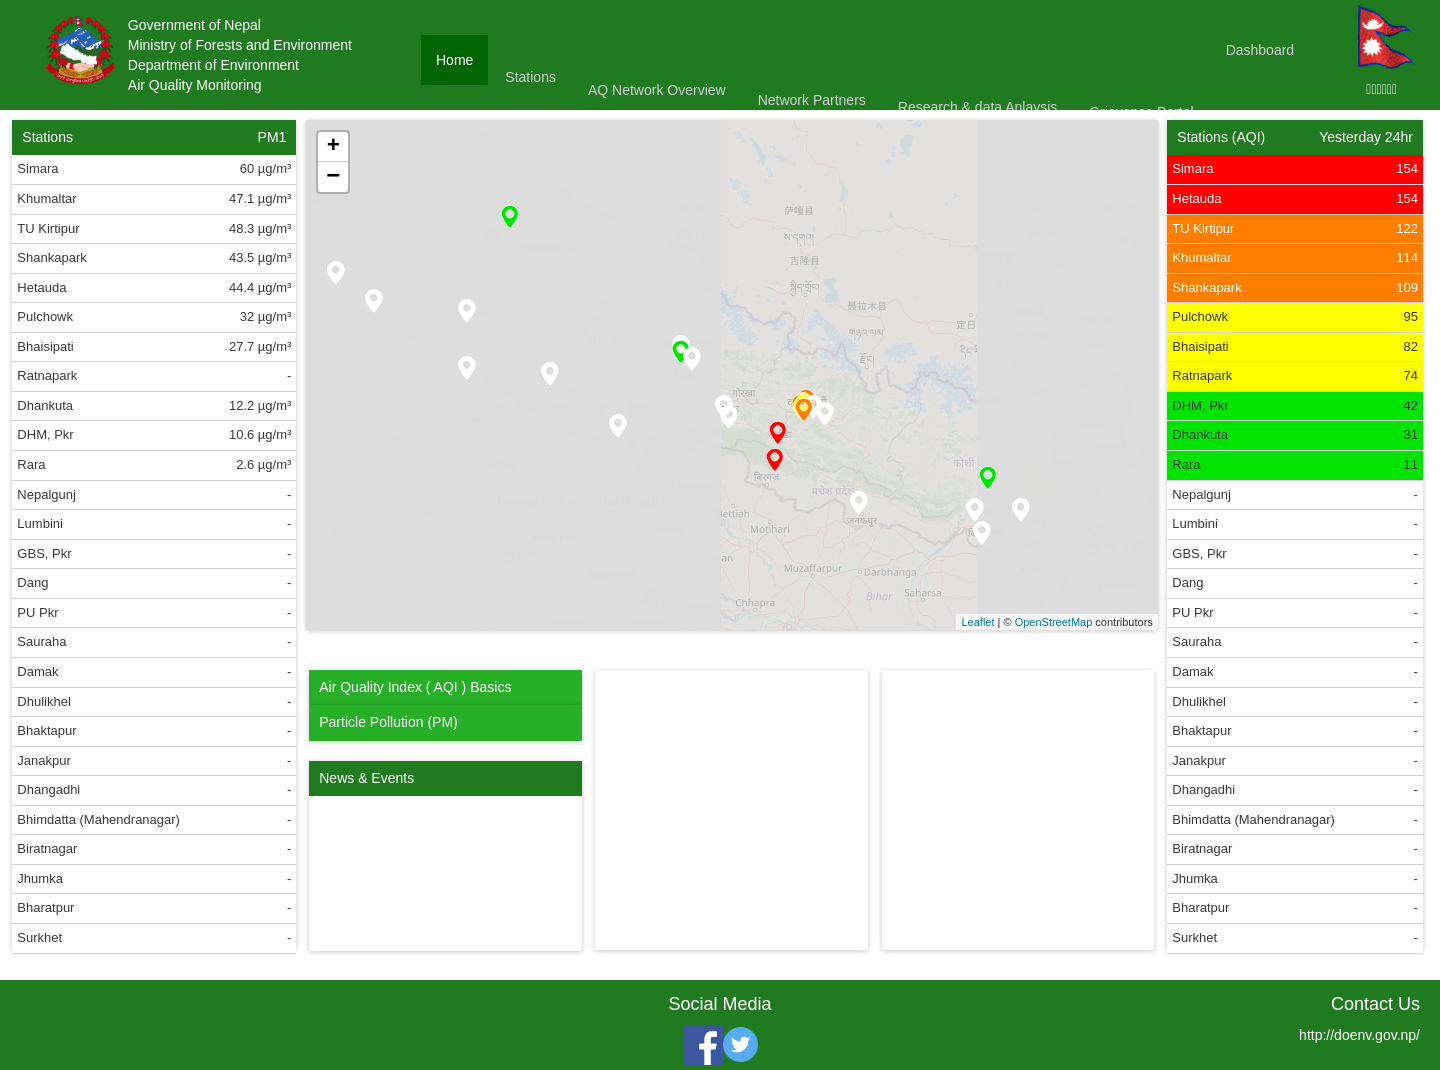 Government of Nepal
Ministry of Forests and Environment
Department of Environment
Air Quality Monitoring
Home
Stations
AQ Network Overview
Network Partners
Research & data Anlaysis
Grievance Portal
Dashboard
Stations PM1
Simara 60 µg/m³
Khumaltar 47.1 µg/m³
TU Kirtipur 48.3 µg/m³
Shankapark 43.5 µg/m³
Hetauda 44.4 µg/m³
Pulchowk 32 µg/m³
Bhaisipati 27.7 µg/m³
Ratnapark -
Dhankuta 12.2 µg/m³
DHM, Pkr 10.6 µg/m³
Rara 2.6 µg/m³
Nepalgunj -
Lumbini -
GBS, Pkr -
Dang -
PU Pkr -
Sauraha -
Damak -
Dhulikhel -
Bhaktapur -
Janakpur -
Dhangadhi -
Bhimdatta (Mahendranagar) -
Biratnagar -
Jhumka -
Bharatpur -
Surkhet -
+
−
萨嘎县
吉隆县
聂拉木县
गोरखा
बिरगंज
मधेश प्रदेश
जनकपुर
कोशी
Bettiah
Motihari
Muzaffarpur
Darbhanga
Bihar
Saharsa
Chhapra
Leaflet | © OpenStreetMap contributors
Air Quality Index ( AQI ) Basics
Particle Pollution (PM)
News & Events
Stations (AQI) Yesterday 24hr
Simara 154
Hetauda 154
TU Kirtipur 122
Khumaltar 114
Shankapark 109
Pulchowk 95
Bhaisipati 82
Ratnapark 74
DHM, Pkr 42
Dhankuta 31
Rara 11
Nepalgunj -
Lumbini -
GBS, Pkr -
Dang -
PU Pkr -
Sauraha -
Damak -
Dhulikhel -
Bhaktapur -
Janakpur -
Dhangadhi -
Bhimdatta (Mahendranagar) -
Biratnagar -
Jhumka -
Bharatpur -
Surkhet -
Social Media
Contact Us
http://doenv.gov.np/